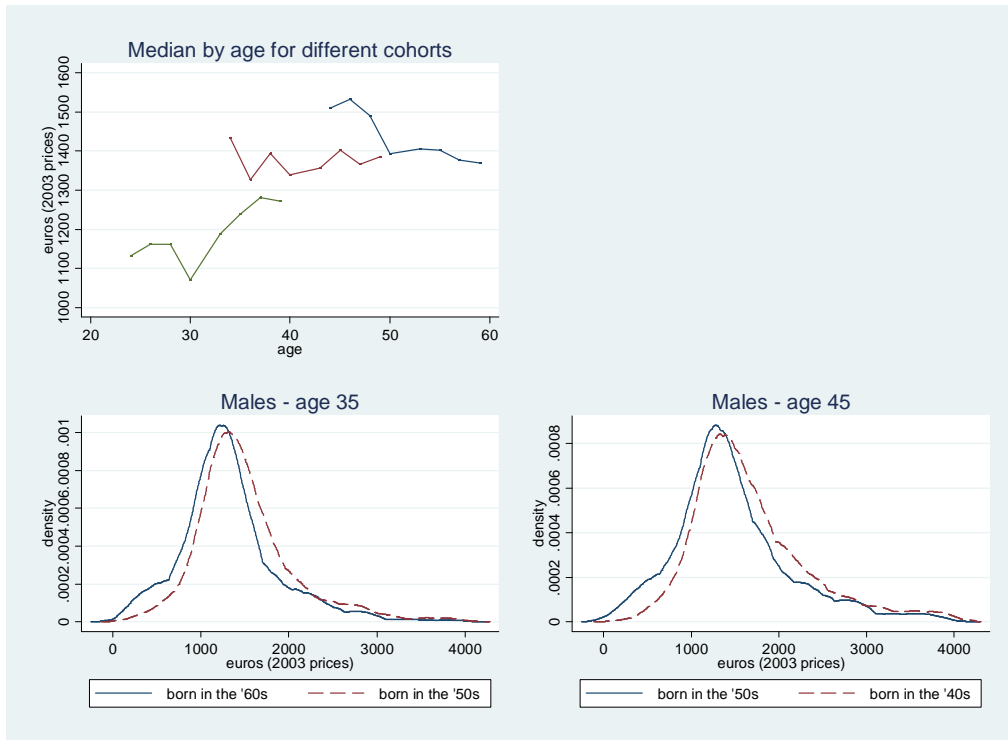 Median by age for different cohorts
euros (2003 prices)
1000 1100 1200 1300 1400 1500 1600
20 30 40 50 60
age
Males - age 35
density
0 .0002 .0004 .0006 .0008 .001
0 1000 2000 3000 4000
euros (2003 prices)
born in the '60s born in the '50s
Males - age 45
density
0 .0002 .0004 .0006 .0008
0 1000 2000 3000 4000
euros (2003 prices)
born in the '50s born in the '40s